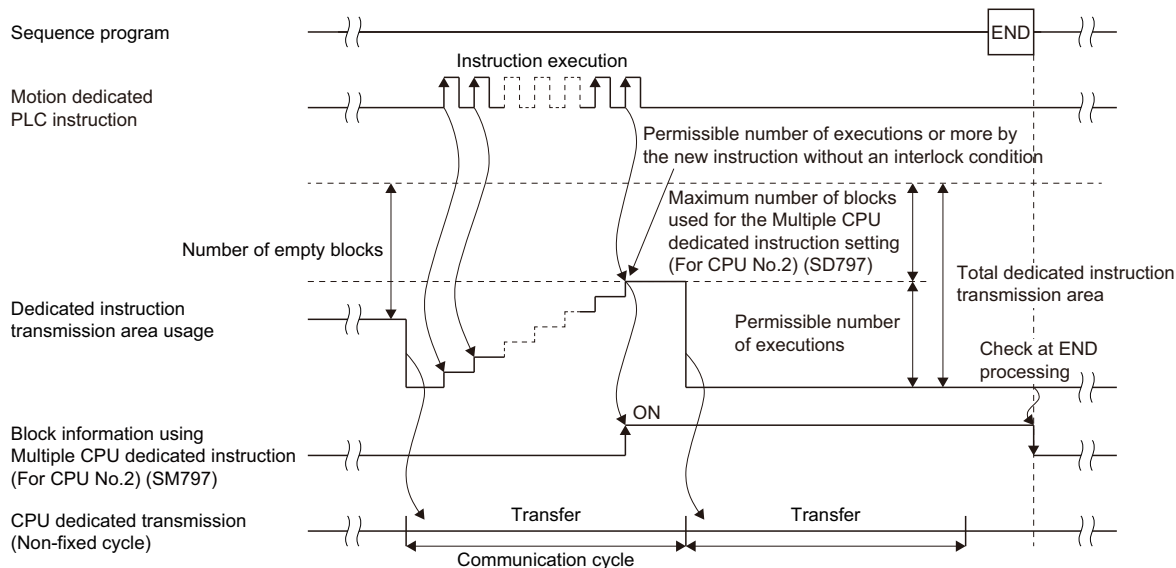 Sequence program
END
Instruction execution
Motion dedicated
PLC instruction
Permissible number of executions or more by
the new instruction without an interlock condition
Maximum number of blocks
used for the Multiple CPU
dedicated instruction setting
(For CPU No.2) (SD797)
Number of empty blocks
Total dedicated instruction
transmission area
Dedicated instruction
transmission area usage
Permissible number
of executions
Check at END
processing
ON
Block information using
Multiple CPU dedicated instruction
(For CPU No.2) (SM797)
CPU dedicated transmission
(Non-fixed cycle)
Transfer
Transfer
Communication cycle